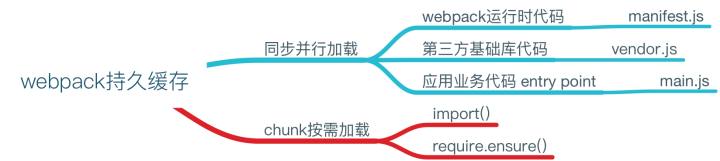 webpack持久缓存
同步并行加载
webpack运行时代码
manifest.js
第三方基础库代码
vendor.js
应用业务代码 entry point
main.js
chunk按需加载
import()
require.ensure()